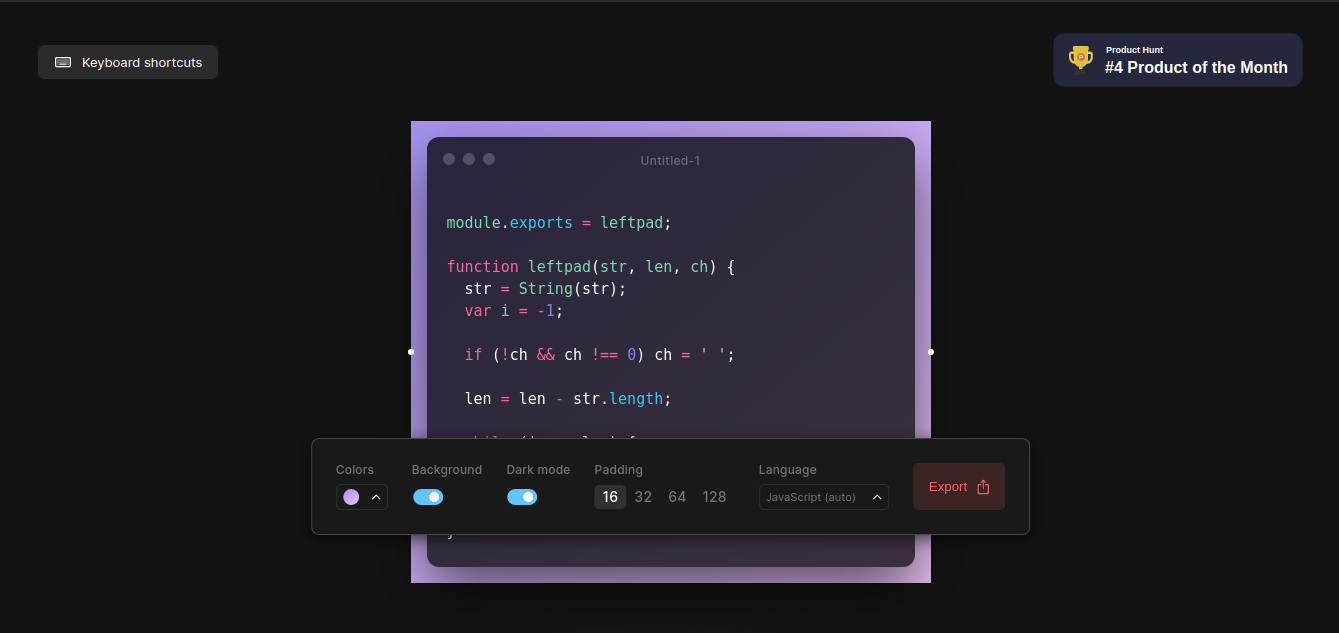 Keyboard shortcuts
Product Hunt
#4 Product of the Month
Untitled-1
module.exports = leftpad;
function leftpad(str, len, ch) {
  str = String(str);
  var i = -1;
  if (!ch && ch !== 0) ch = ' ';
  len = len - str.length;
Colors
Background
Dark mode
Padding
Language
16 32 64 128
JavaScript (auto)
Export
}